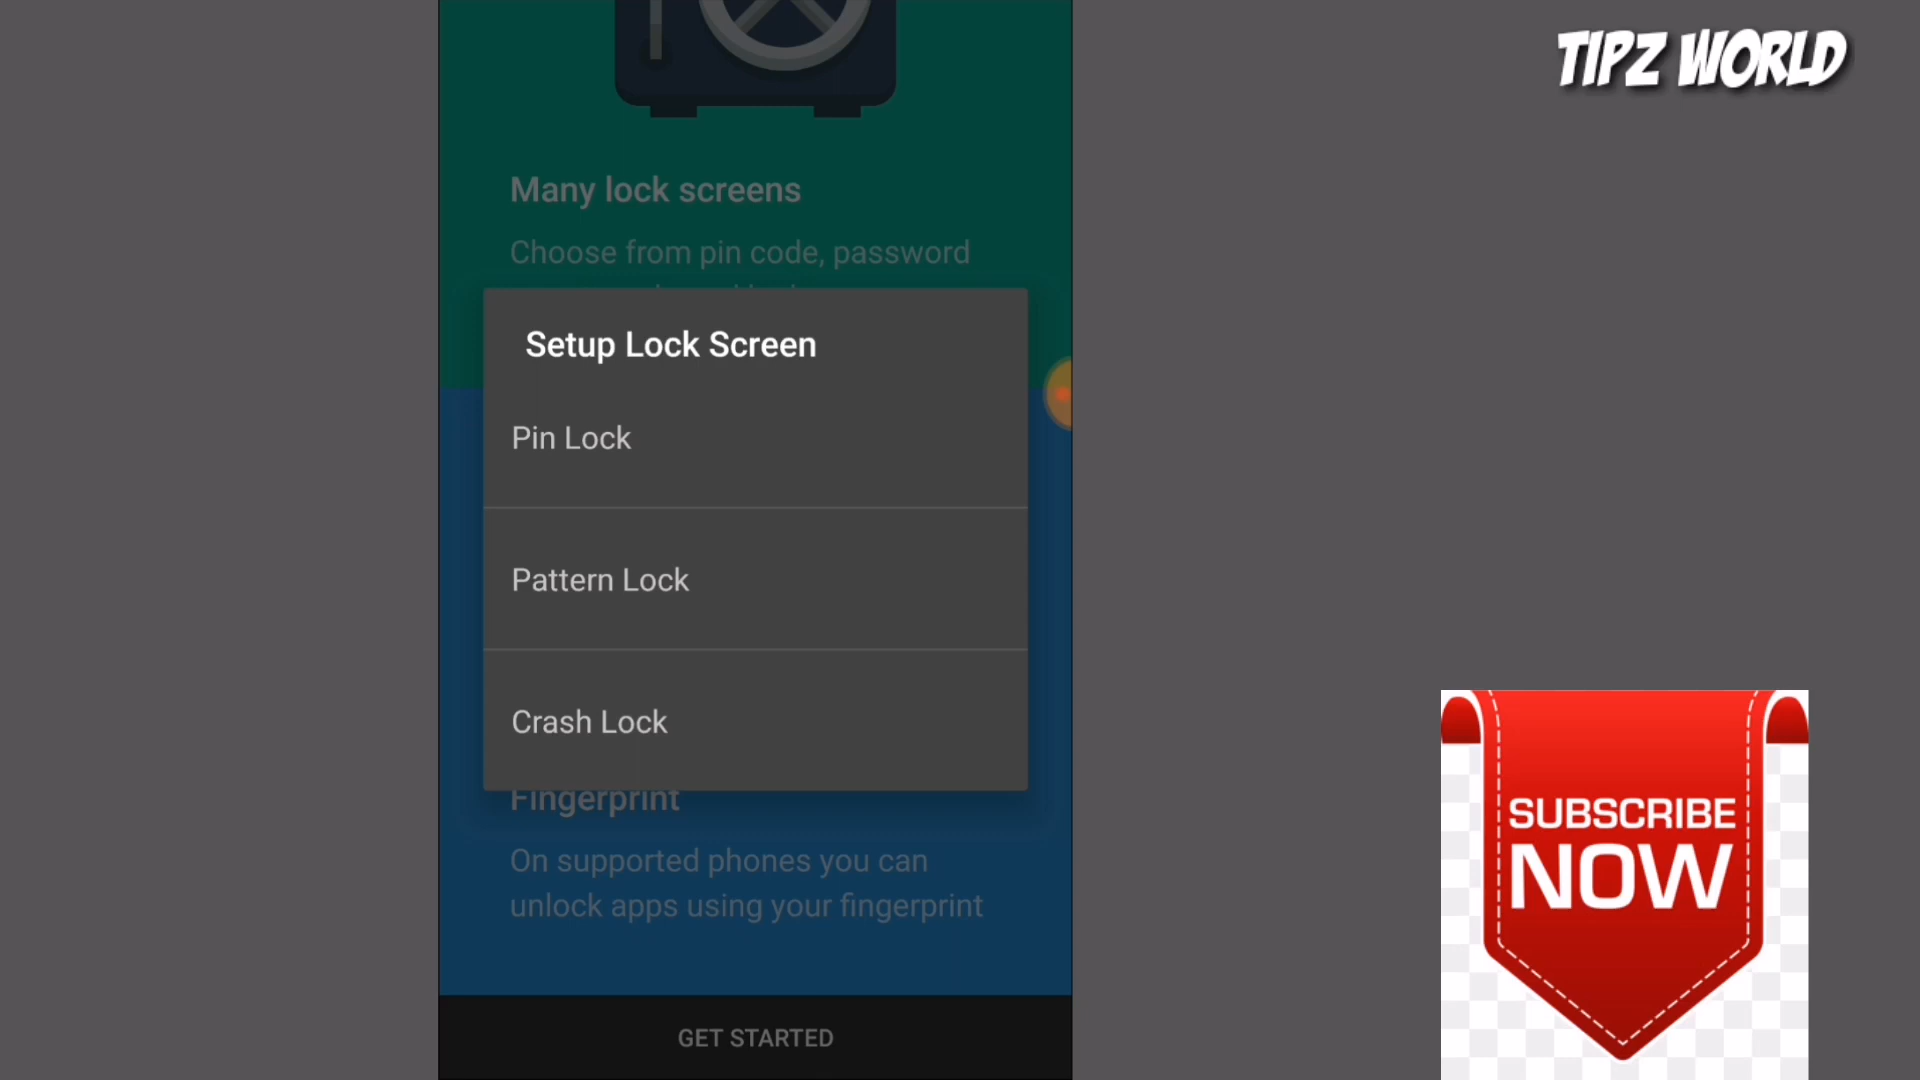 TIPZ WORLD
Many lock screens
Choose from pin code, password
Setup Lock Screen
Pin Lock
Pattern Lock
Crash Lock
Fingerprint
On supported phones you can
unlock apps using your fingerprint
GET STARTED
SUBSCRIBE
NOW